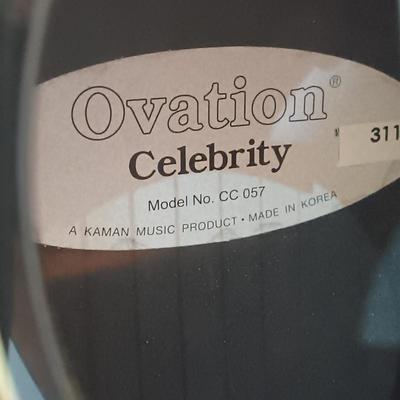 Ovation®
Celebrity
311
Model No. CC 057
A KAMAN MUSIC PRODUCT • MADE IN KOREA